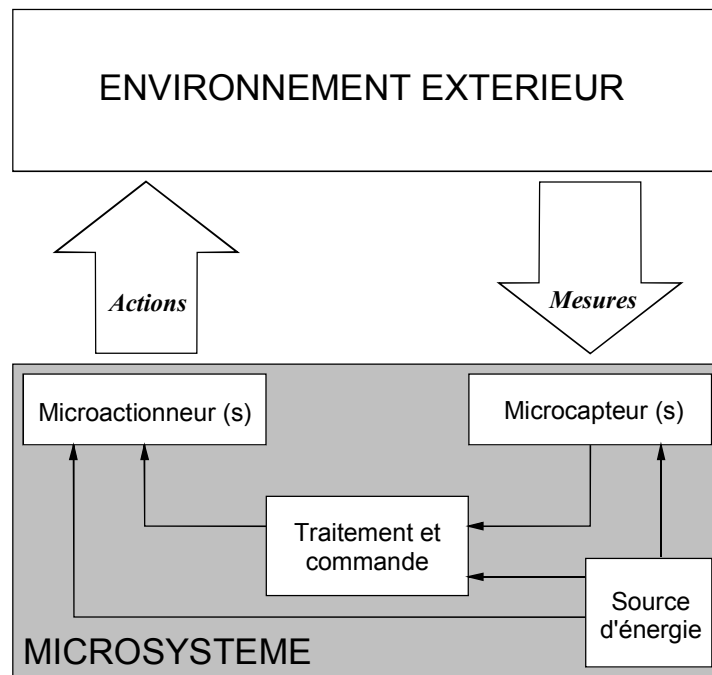 ENVIRONNEMENT EXTERIEUR
Actions
Mesures
Microactionneur (s)
Microcapteur (s)
Traitement et
commande
Source
d'énergie
MICROSYSTEME